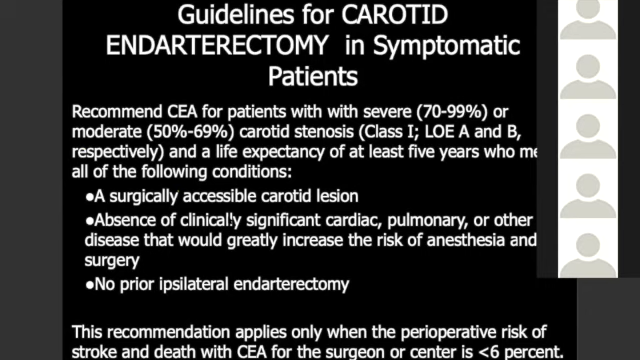 Guidelines for CAROTID
ENDARTERECTOMY in Symptomatic
Patients
Recommend CEA for patients with with severe (70-99%) or
moderate (50%-69%) carotid stenosis (Class I; LOE A and B,
respectively) and a life expectancy of at least five years who me
all of the following conditions:
●A surgically accessible carotid lesion
●Absence of clinically significant cardiac, pulmonary, or other
disease that would greatly increase the risk of anesthesia and
surgery
●No prior ipsilateral endarterectomy
This recommendation applies only when the perioperative risk of
stroke and death with CEA for the surgeon or center is <6 percent.